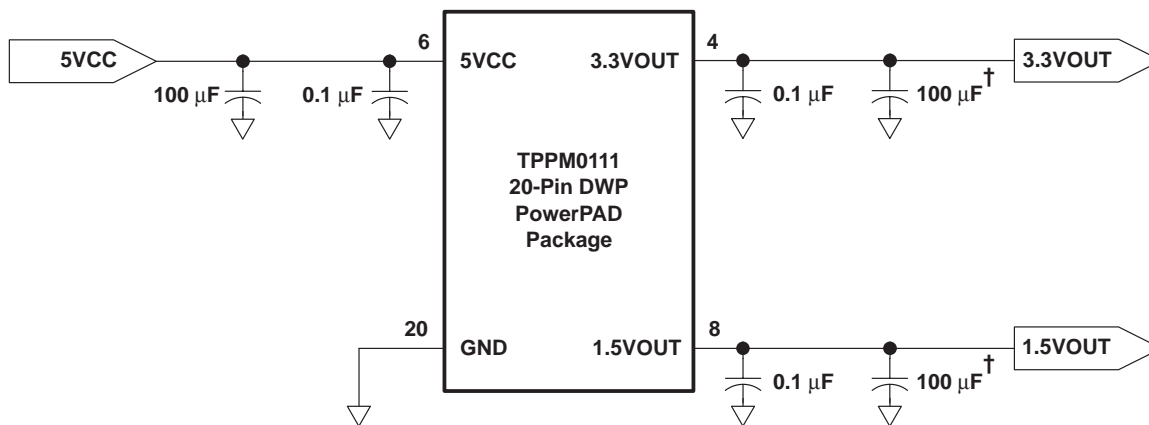 5VCC
6
5VCC
3.3VOUT
4
3.3VOUT
100 μF
0.1 μF
0.1 μF
100 μF†
TPPM0111
20-Pin DWP
PowerPAD
Package
20
GND
1.5VOUT
8
1.5VOUT
0.1 μF
100 μF†